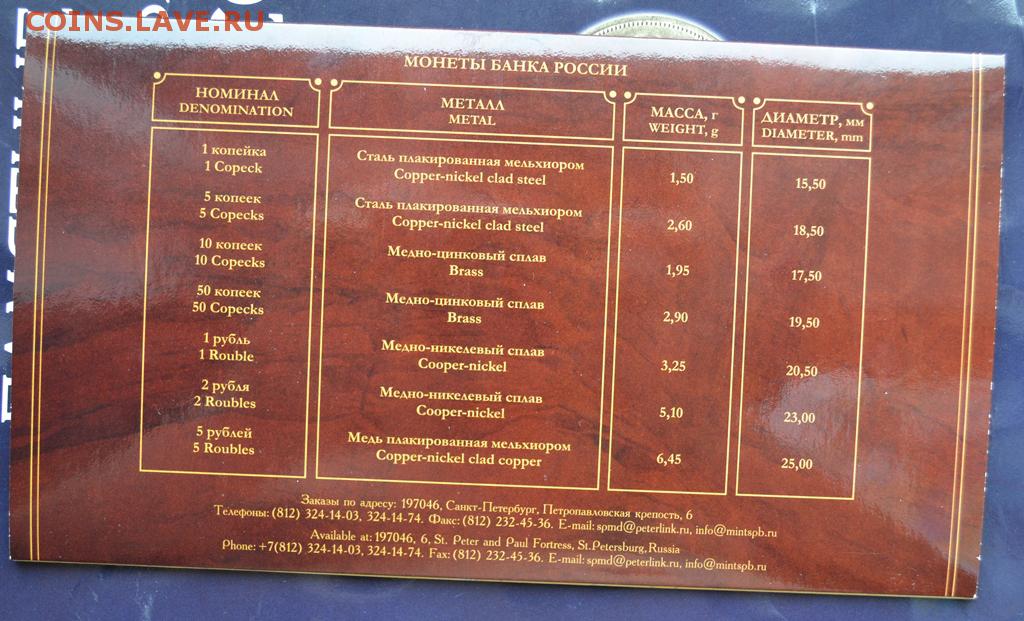 COINS.LAVE.RU
МОНЕТЫ БАНКА РОССИИ
НОМИНАЛ
DENOMINATION
МЕТАЛЛ
METAL
МАССА, г
WEIGHT, g
ДИАМЕТР, мм
DIAMETER, mm
1 копейка
1 Copeck
Сталь плакированная мельхиором
Copper-nickel clad steel
1,50
15,50
5 копеек
5 Copecks
Сталь плакированная мельхиором
Copper-nickel clad steel
2,60
18,50
10 копеек
10 Copecks
Медно-цинковый сплав
Brass
1,95
17,50
50 копеек
50 Copecks
Медно-цинковый сплав
Brass
2,90
19,50
1 рубль
1 Rouble
Медно-никелевый сплав
Cooper-nickel
3,25
20,50
2 рубля
2 Roubles
Медно-никелевый сплав
Cooper-nickel
5,10
23,00
5 рублей
5 Roubles
Медь плакированная мельхиором
Copper-nickel clad copper
6,45
25,00
Заказы по адресу: 197046, Санкт-Петербург, Петропавловская крепость, 6
Телефоны: (812) 324-14-03, 324-14-74. Факс: (812) 232-45-36. E-mail: spmd@peterlink.ru, info@mintspb.ru
Available at: 197046, 6, St. Peter and Paul Fortress, St.Petersburg, Russia
Phone: +7(812) 324-14-03, 324-14-74. Fax: (812) 232-45-36. E-mail: spmd@peterlink.ru, info@mintspb.ru